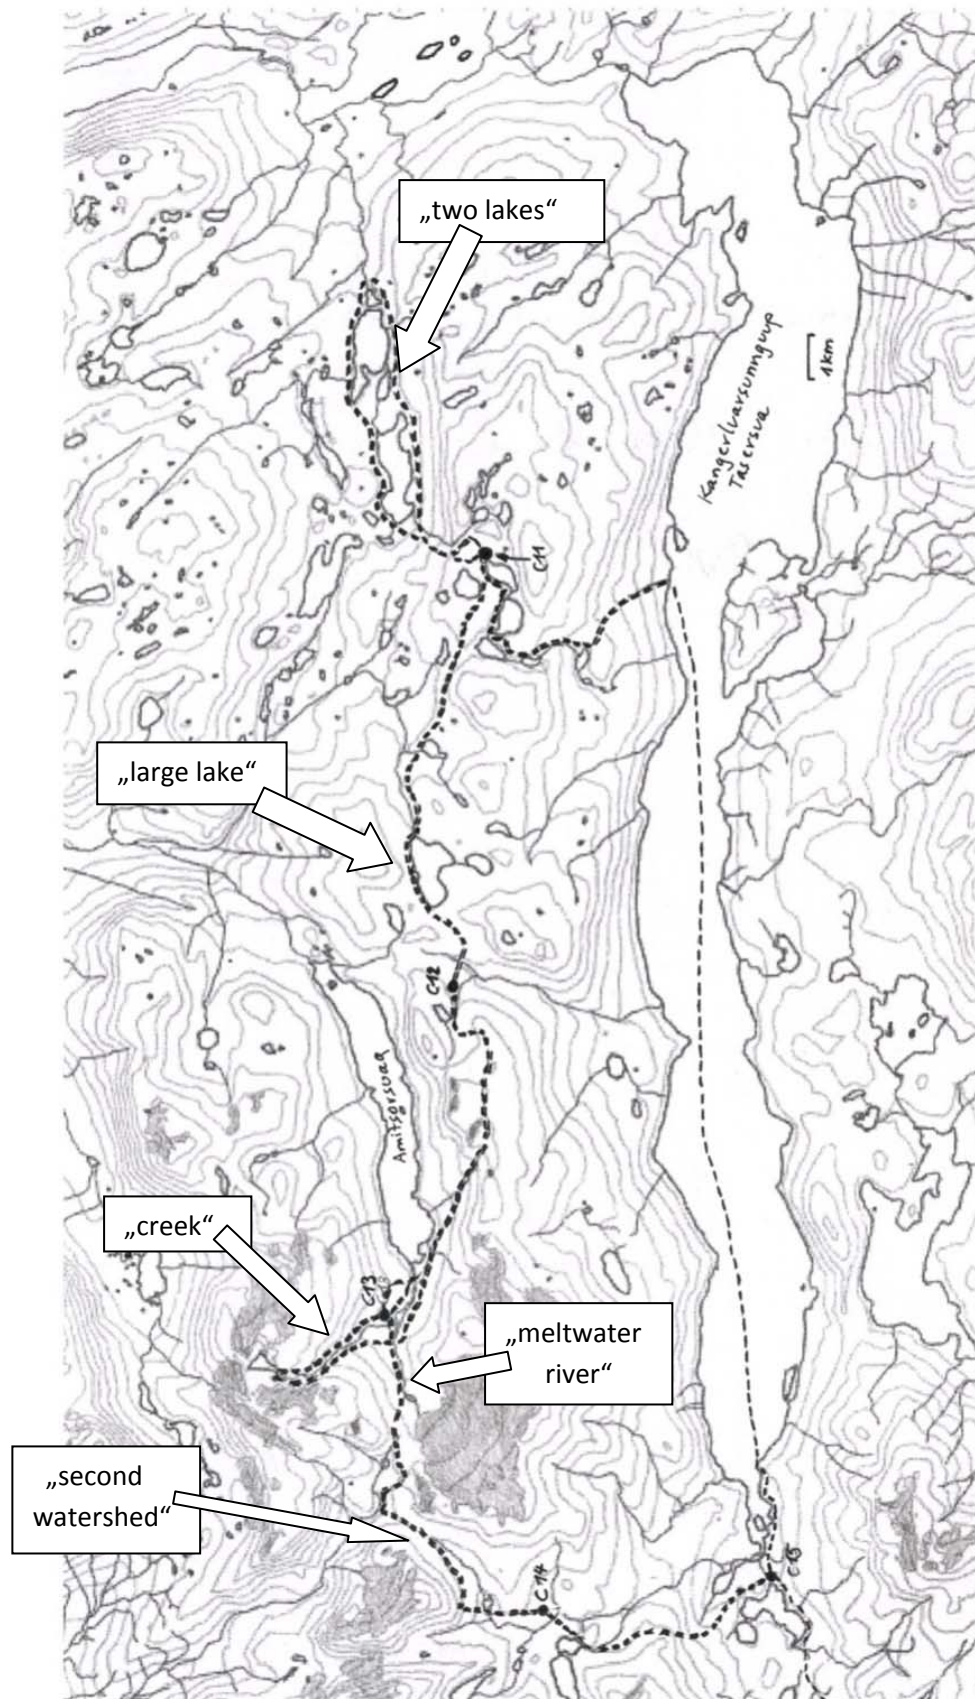 „two lakes“
1km
Kangerluarsunnguup
Tasersua
C11
„large lake“
C12
Amitsorsuaq
„creek“
C13
„meltwater
river“
„second
watershed“
C14
C15